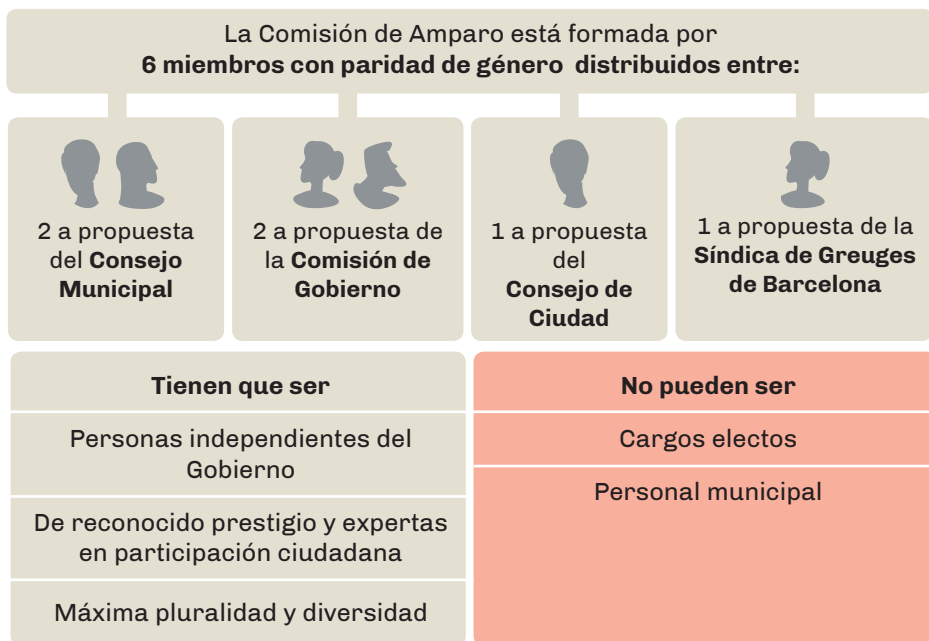 La Comisión de Amparo está formada por
6 miembros con paridad de género distribuidos entre:
2 a propuesta
del Consejo
Municipal
2 a propuesta de
la Comisión de
Gobierno
1 a propuesta
del
Consejo de
Ciudad
1 a propuesta de la
Síndica de Greuges
de Barcelona
Tienen que ser
Personas independientes del
Gobierno
De reconocido prestigio y expertas
en participación ciudadana
Máxima pluralidad y diversidad
No pueden ser
Cargos electos
Personal municipal